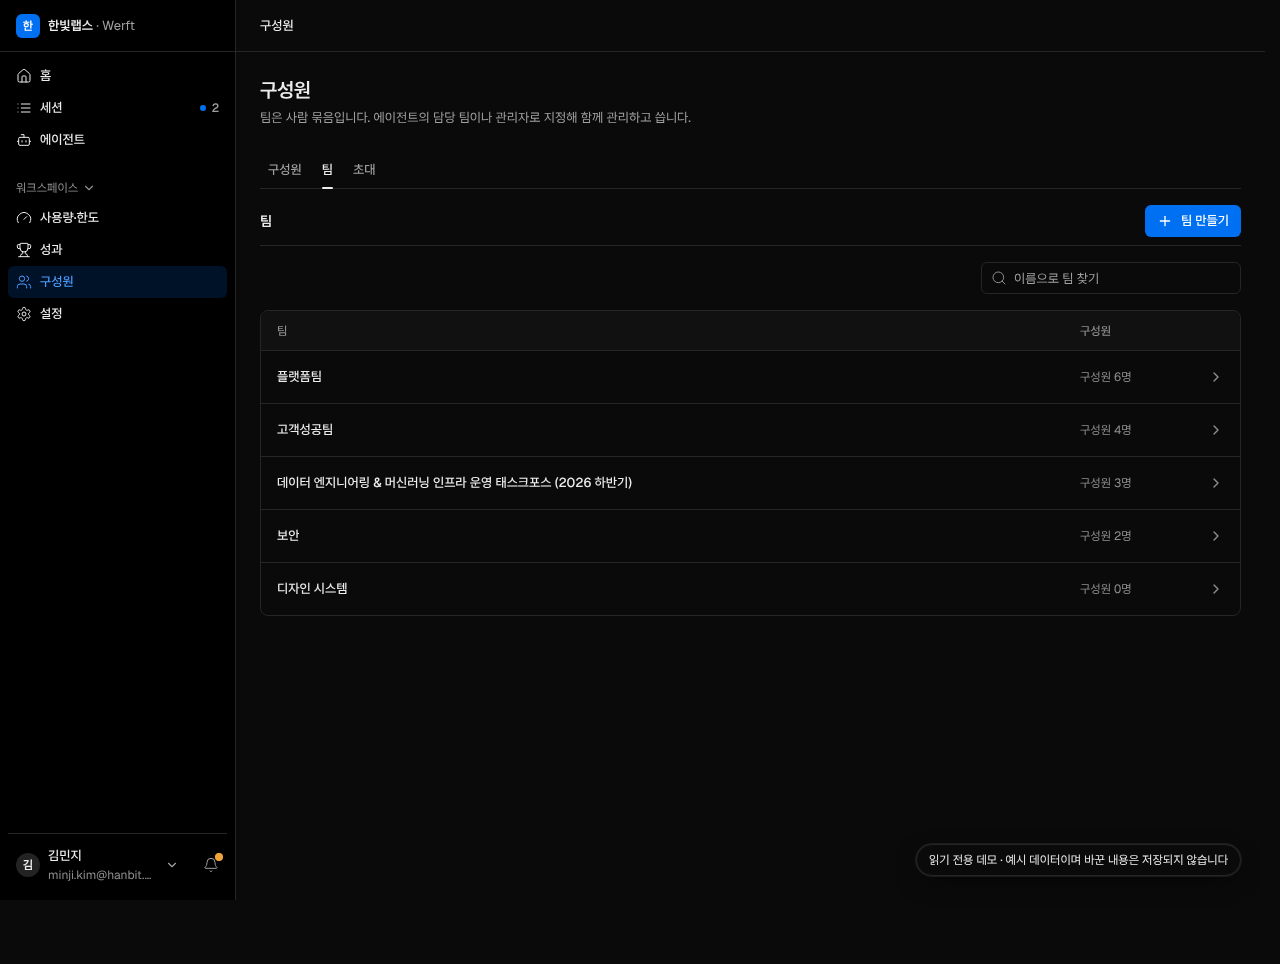 한 한빛랩스 · Werft
홈
세션 2
에이전트
워크스페이스
사용량·한도
성과
구성원
설정
김 김민지
minji.kim@hanbit....
구성원
구성원
팀은 사람 묶음입니다. 에이전트의 담당 팀이나 관리자로 지정해 함께 관리하고 씁니다.
구성원 팀 초대
팀 팀 만들기
이름으로 팀 찾기
팀 구성원
플랫폼팀 구성원 6명
고객성공팀 구성원 4명
데이터 엔지니어링 & 머신러닝 인프라 운영 태스크포스 (2026 하반기) 구성원 3명
보안 구성원 2명
디자인 시스템 구성원 0명
읽기 전용 데모 · 예시 데이터이며 바꾼 내용은 저장되지 않습니다